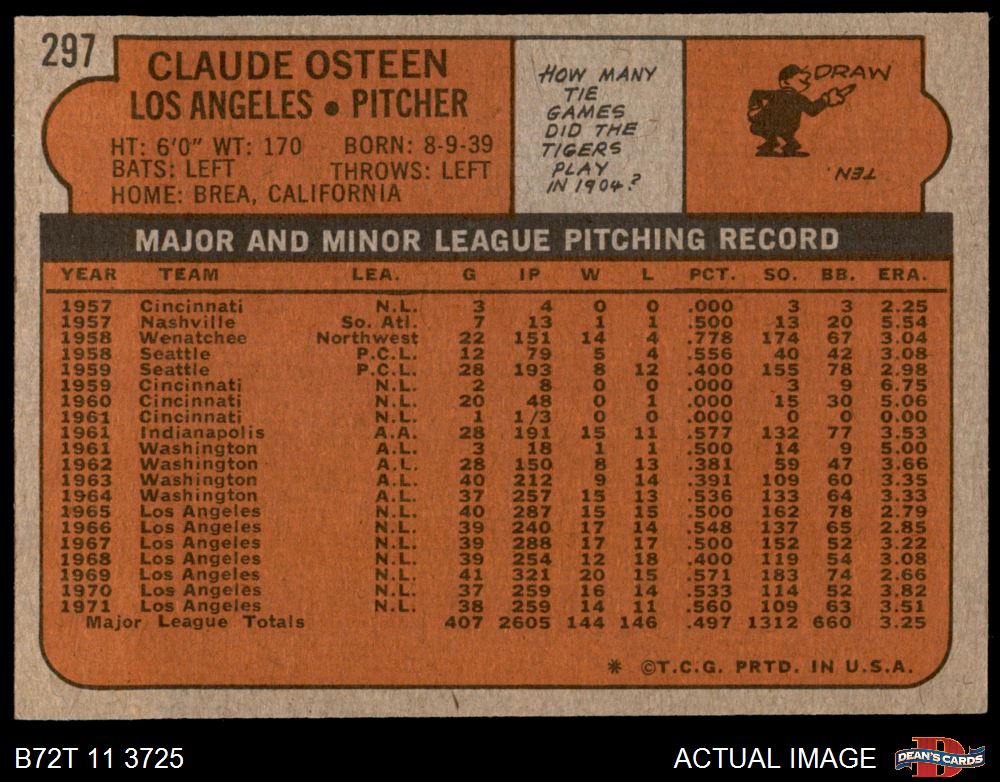 297
CLAUDE OSTEEN
LOS ANGELES • PITCHER
HT: 6'0" WT: 170 BORN: 8-9-39
BATS: LEFT THROWS: LEFT
HOME: BREA, CALIFORNIA
HOW MANY
TIE
GAMES
DID THE
TIGERS
PLAY
IN 1904?
DRAW
TEN.
MAJOR AND MINOR LEAGUE PITCHING RECORD
YEAR TEAM LEA. G IP W L PCT. SO. BB. ERA.
1957 Cincinnati N.L. 3 4 0 0 .000 3 3 2.25
1957 Nashville So. Atl. 7 13 1 1 .500 13 20 5.54
1958 Wenatchee Northwest 22 151 14 4 .778 174 67 3.04
1958 Seattle P.C.L. 12 79 5 4 .556 40 42 3.08
1959 Seattle P.C.L. 28 193 8 12 .400 155 78 2.98
1959 Cincinnati N.L. 2 8 0 0 .000 3 9 6.75
1960 Cincinnati N.L. 20 48 0 1 .000 15 30 5.06
1961 Cincinnati N.L. 1 1/3 0 0 .000 0 0 0.00
1961 Indianapolis A.A. 28 191 15 11 .577 132 77 3.53
1961 Washington A.L. 3 18 1 1 .500 14 9 5.00
1962 Washington A.L. 28 150 8 13 .381 59 47 3.66
1963 Washington A.L. 40 212 9 14 .391 109 60 3.35
1964 Washington A.L. 37 257 15 13 .536 133 64 3.33
1965 Los Angeles N.L. 40 287 15 15 .500 162 78 2.79
1966 Los Angeles N.L. 39 240 17 14 .548 137 65 2.85
1967 Los Angeles N.L. 39 288 17 17 .500 152 52 3.22
1968 Los Angeles N.L. 39 254 12 18 .400 119 54 3.08
1969 Los Angeles N.L. 41 321 20 15 .571 183 74 2.66
1970 Los Angeles N.L. 37 259 16 14 .533 114 52 3.82
1971 Los Angeles N.L. 38 259 14 11 .560 109 63 3.51
Major League Totals 407 2605 144 146 .497 1312 660 3.25
* ©T.C.G. PRTD. IN U.S.A.
B72T 11 3725
ACTUAL IMAGE
D
DEAN'S CARDS